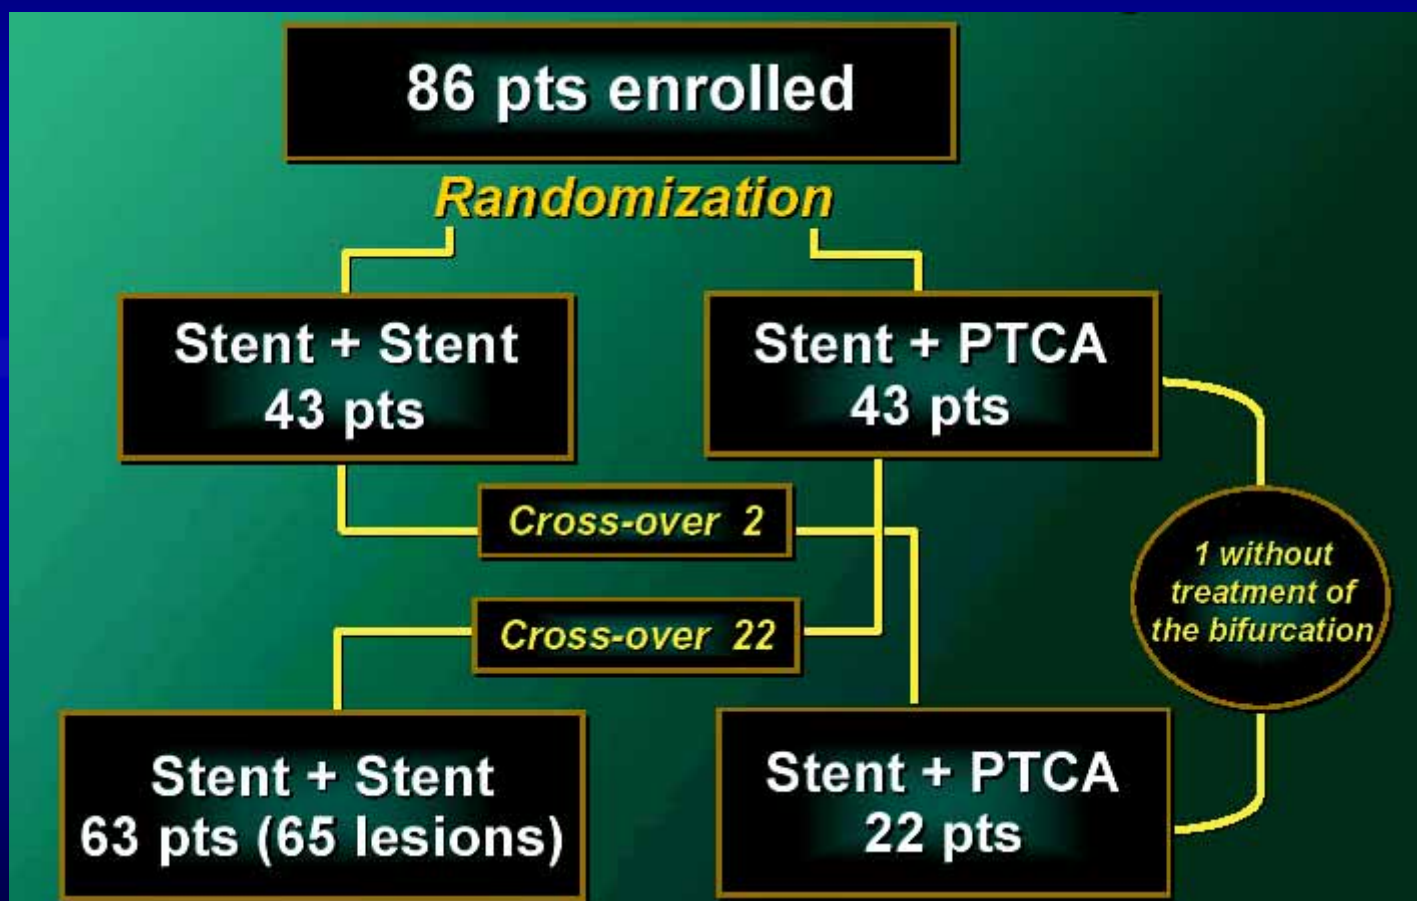 86 pts enrolled
Randomization
Stent + Stent
43 pts
Stent + PTCA
43 pts
Cross-over 2
Cross-over 22
1 without
treatment of
the bifurcation
Stent + Stent
63 pts (65 lesions)
Stent + PTCA
22 pts